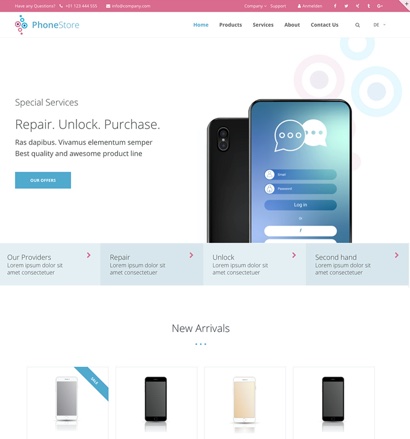 Have any Questions? +01 123 444 555 info@company.com Company Support Anmelden
PhoneStore Home Products Services About Contact Us DE
Special Services
Repair. Unlock. Purchase.
Ras dapibus. Vivamus elementum semper
Best quality and awesome product line
OUR OFFERS
Email
Password
Log in
or
f
Our Providers Repair Unlock Second hand
Lorem ipsum dolor sit Lorem ipsum dolor sit Lorem ipsum dolor sit Lorem ipsum dolor sit
amet consectetuer amet consectetuer amet consectetuer amet consectetuer
New Arrivals
SALE